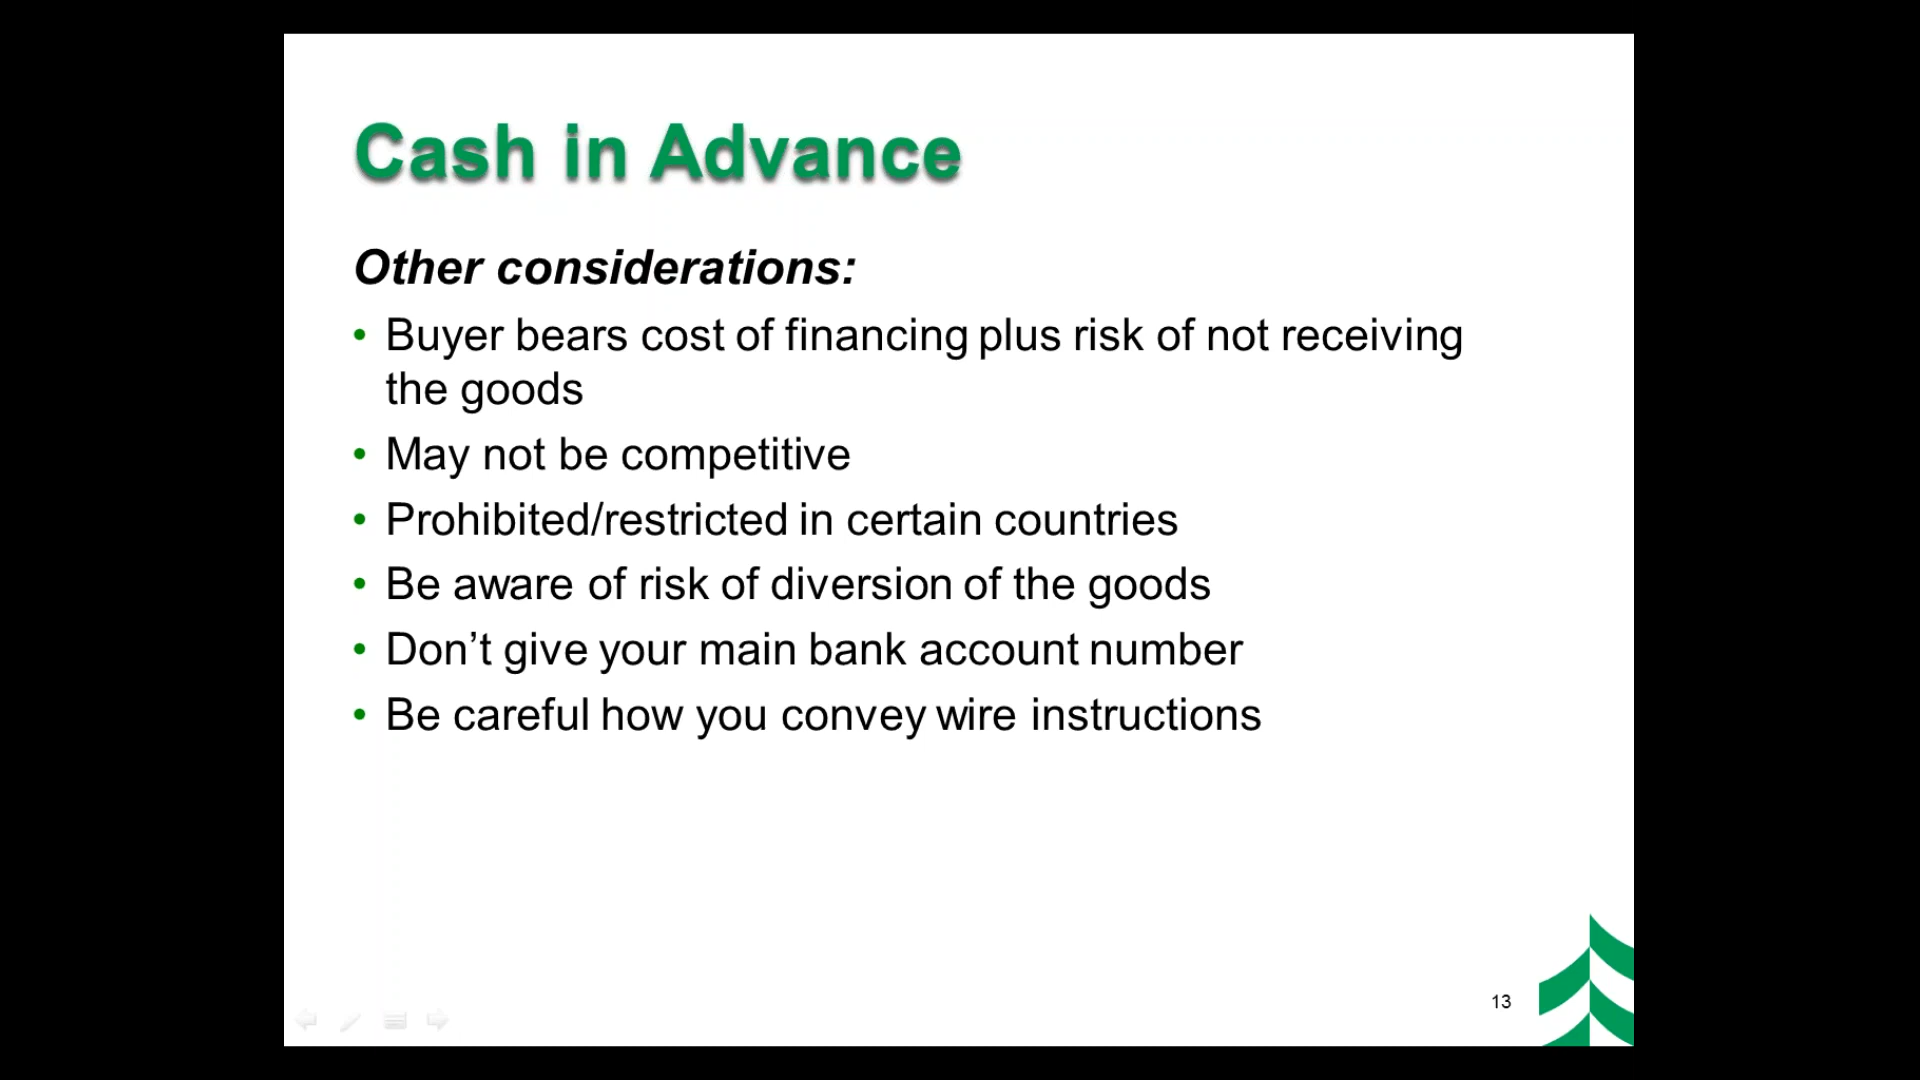 Cash in Advance
Other considerations:
• Buyer bears cost of financing plus risk of not receiving
the goods
• May not be competitive
• Prohibited/restricted in certain countries
• Be aware of risk of diversion of the goods
• Don’t give your main bank account number
• Be careful how you convey wire instructions
13